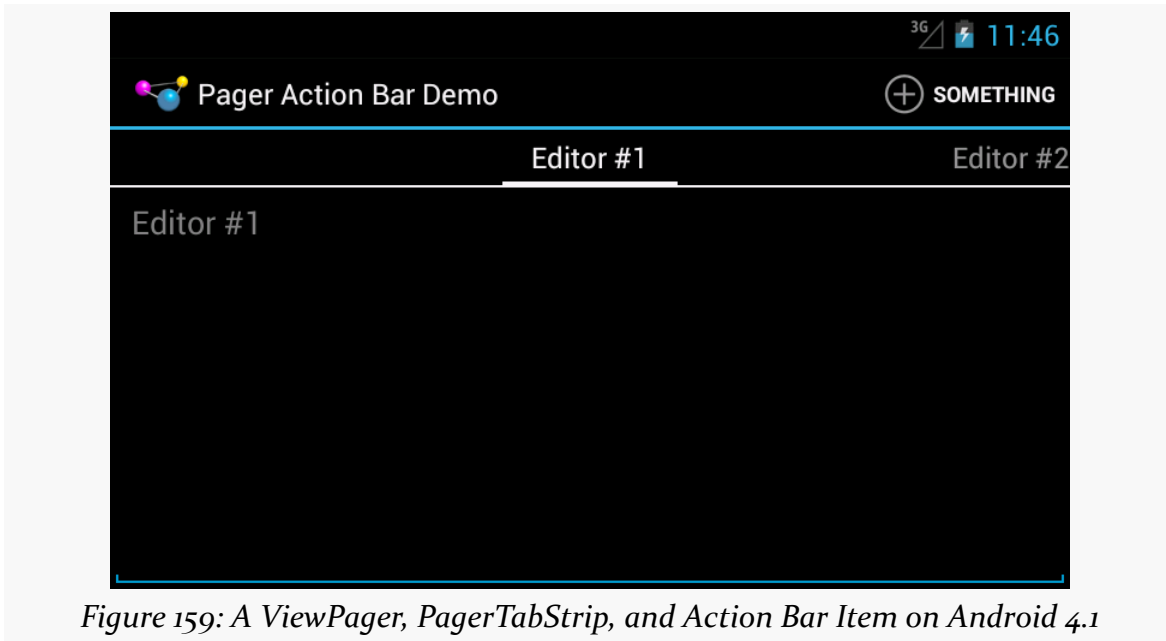 3G 11:46
Pager Action Bar Demo SOMETHING
Editor #1 Editor #2
Editor #1
Figure 159: A ViewPager, PagerTabStrip, and Action Bar Item on Android 4.1